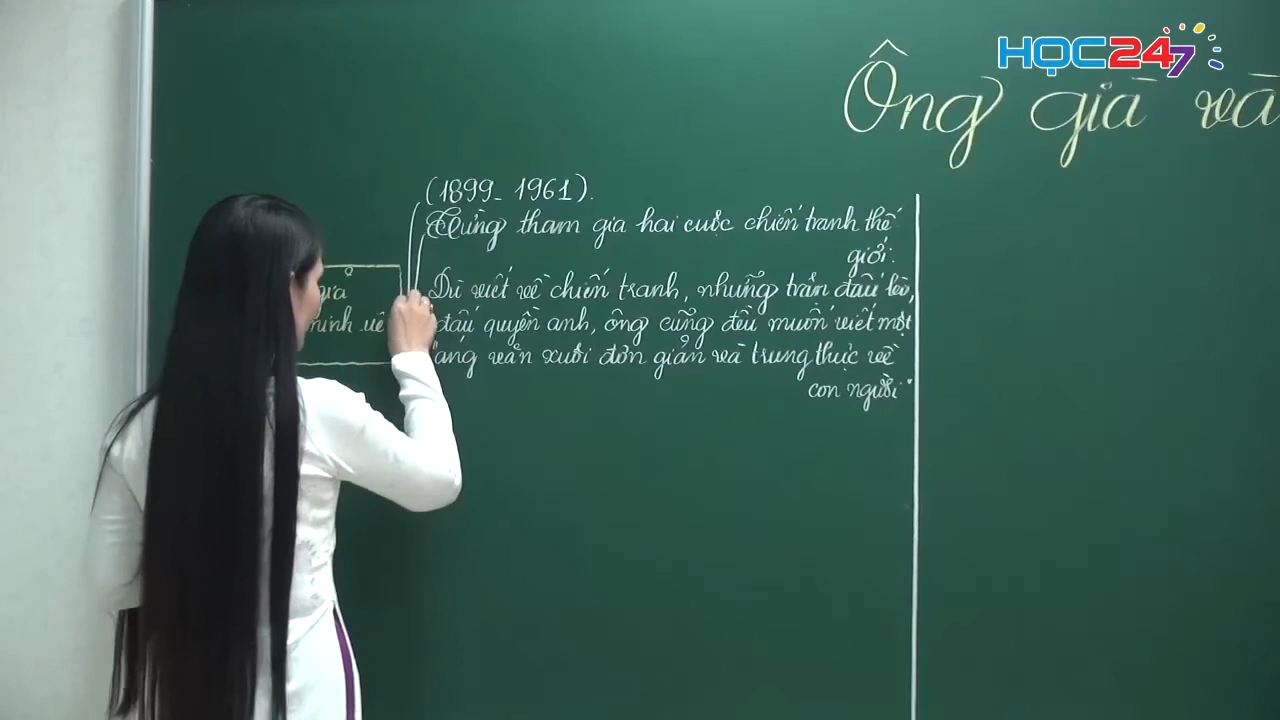 HỌC247
Ông già và
(1899_ 1961).
Từng tham gia hai cuộc chiến tranh thế
giới.
Dù viết về chiến tranh, những trận đấu bò,
đấu quyền anh, ông cũng đều muốn viết một
áng văn xuôi đơn giản và trung thực về
con người.